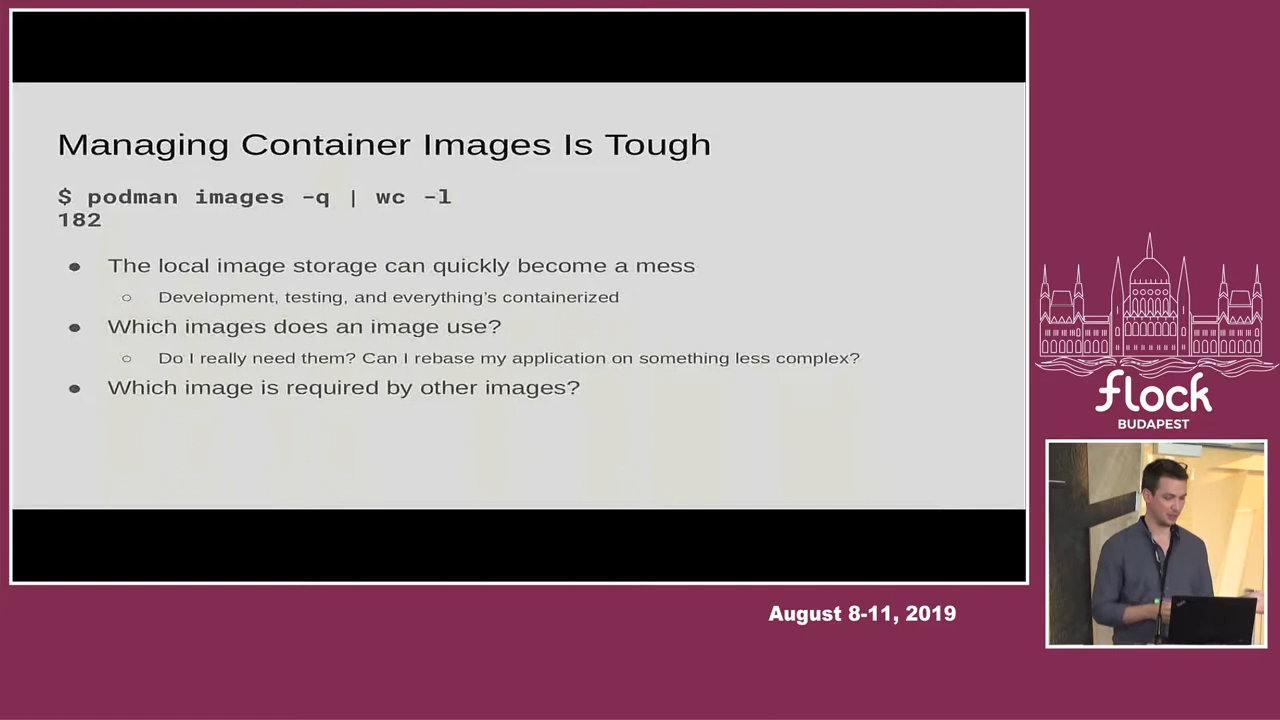 Managing Container Images Is Tough
$ podman images -q | wc -l
182
● The local image storage can quickly become a mess
○ Development, testing, and everything's containerized
● Which images does an image use?
○ Do I really need them? Can I rebase my application on something less complex?
● Which image is required by other images?
flock
BUDAPEST
August 8-11, 2019